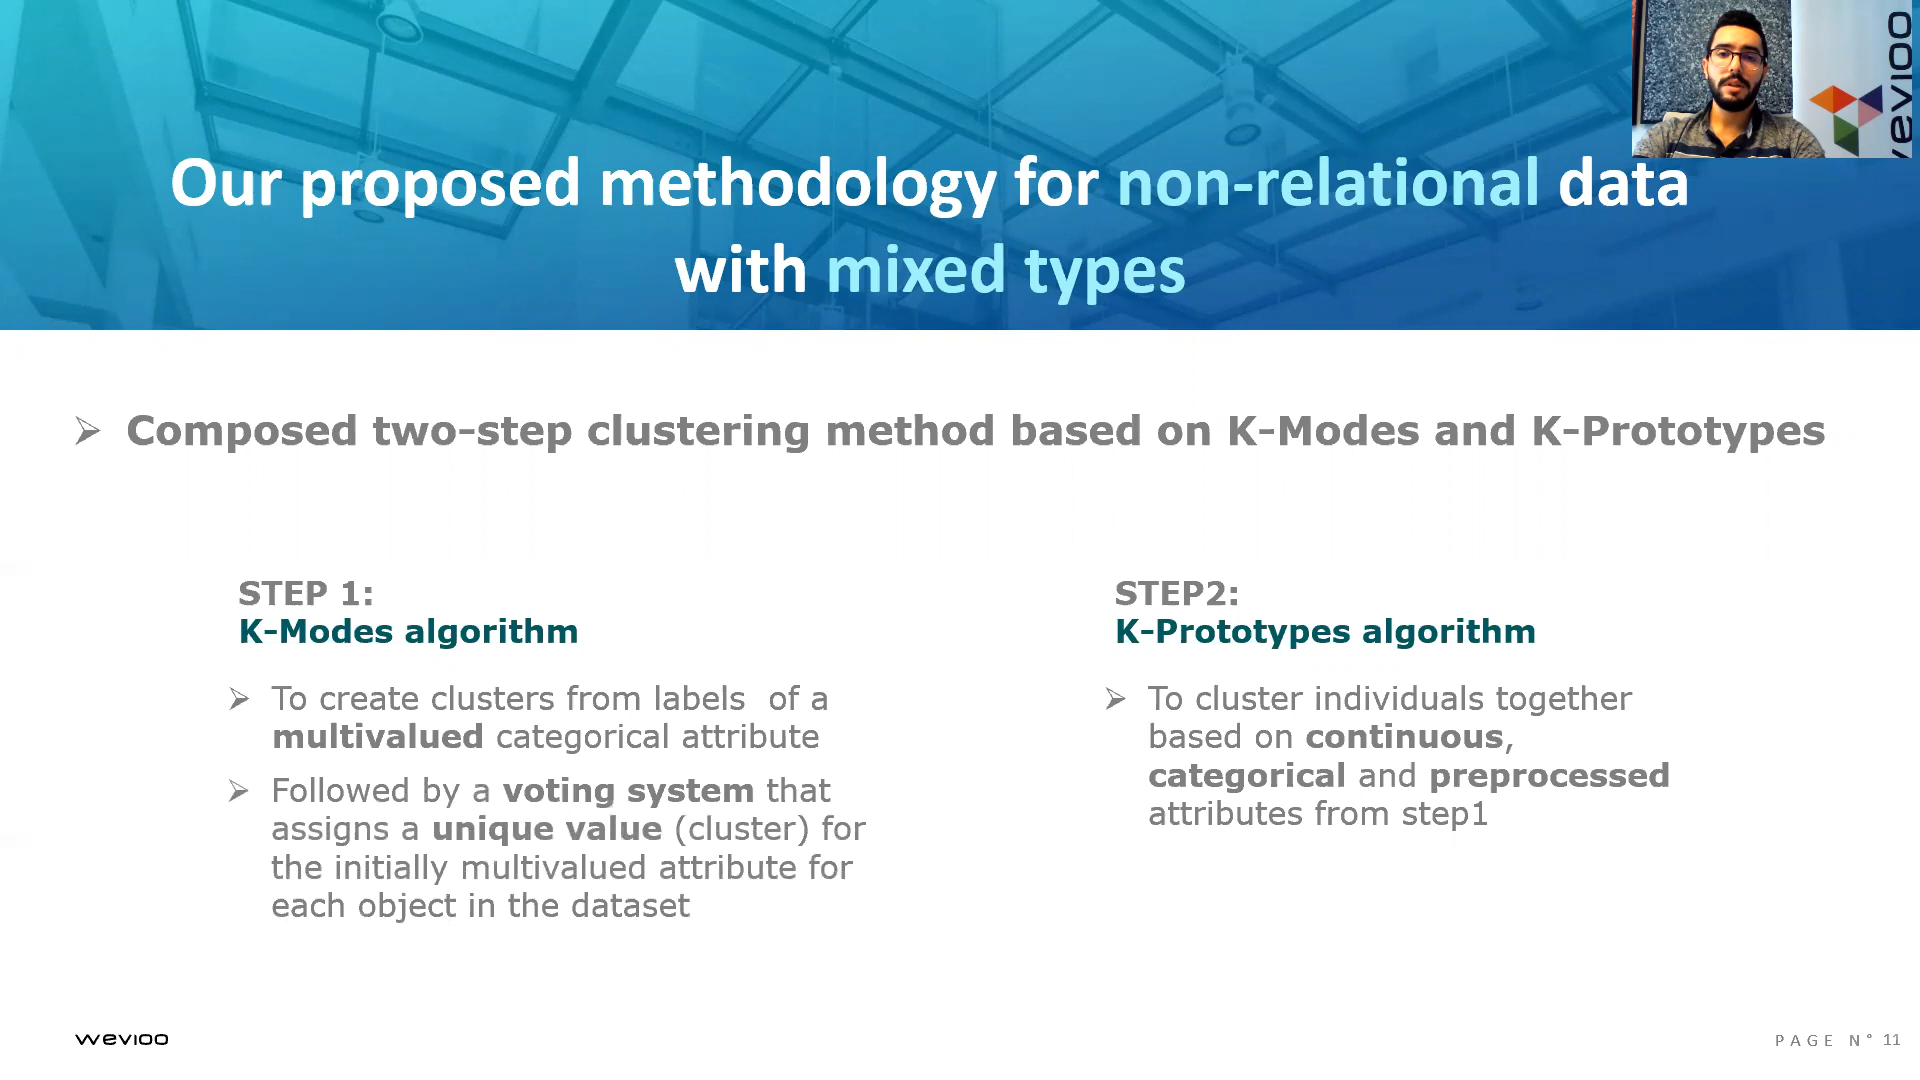 wevioo
Our proposed methodology for non-relational data
with mixed types
➢ Composed two-step clustering method based on K-Modes and K-Prototypes
STEP 1:
K-Modes algorithm
➢ To create clusters from labels of a
multivalued categorical attribute
➢ Followed by a voting system that
assigns a unique value (cluster) for
the initially multivalued attribute for
each object in the dataset
STEP2:
K-Prototypes algorithm
➢ To cluster individuals together
based on continuous,
categorical and preprocessed
attributes from step1
wevioo
PAGE N° 11